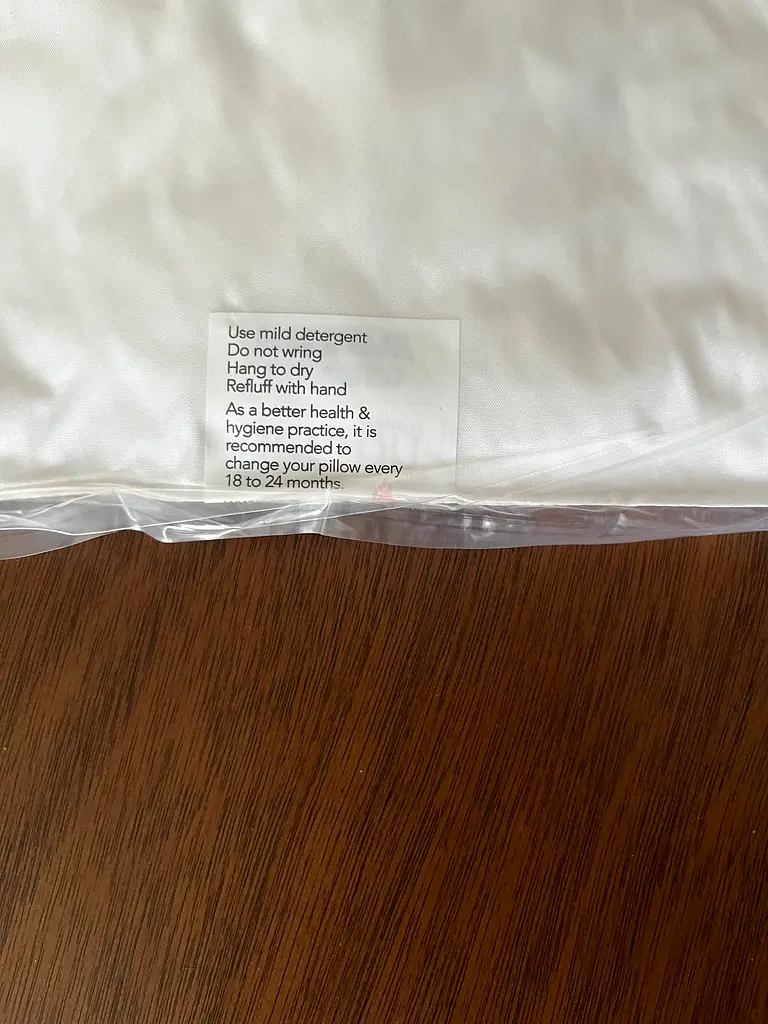 Use mild detergent
Do not wring
Hang to dry
Refluff with hand
As a better health &
hygiene practice, it is
recommended to
change your pillow every
18 to 24 months.